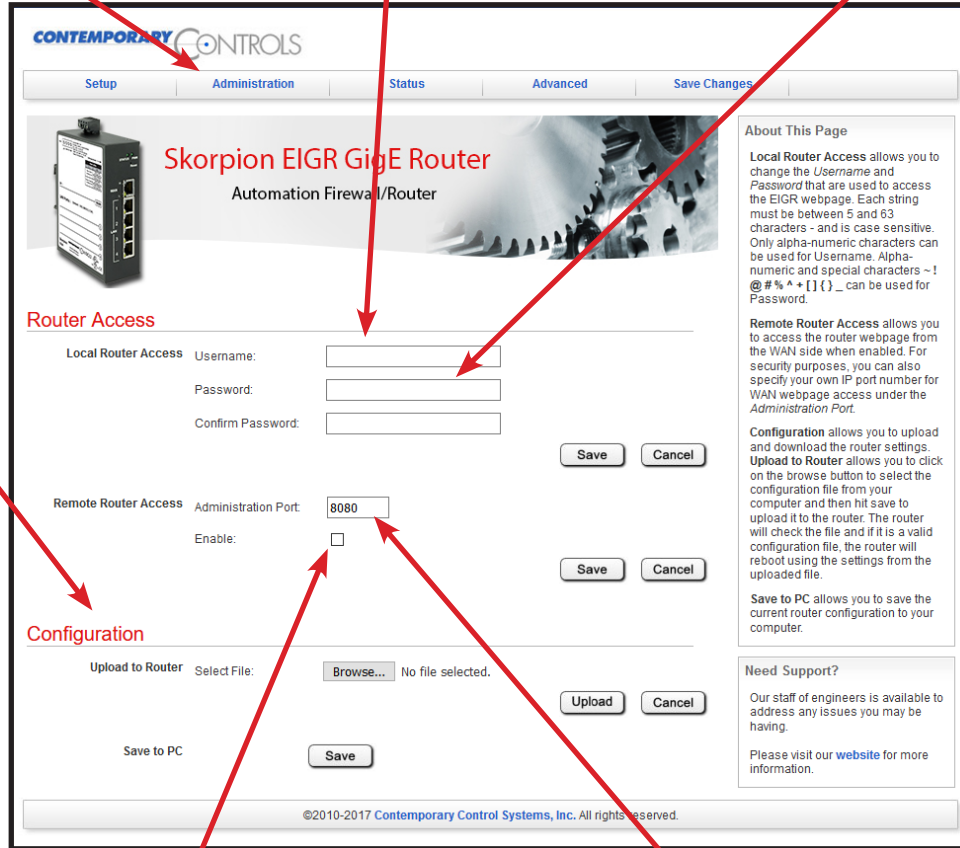 CONTEMPORARY CONTROLS
Setup Administration Status Advanced Save Changes
Skorpion EIGR GigE Router
Automation Firewall/Router
Router Access
Local Router Access Username:
Password:
Confirm Password:
Save Cancel
Remote Router Access Administration Port: 8080
Enable:
Save Cancel
Configuration
Upload to Router Select File: Browse... No file selected.
Upload Cancel
Save to PC Save
About This Page
Local Router Access allows you to
change the Username and
Password that are used to access
the EIGR webpage. Each string
must be between 5 and 63
characters - and is case sensitive.
Only alpha-numeric characters can
be used for Username. Alpha-
numeric and special characters ~ !
@ # % ^ + [ ] { } _ can be used for
Password.
Remote Router Access allows you
to access the router webpage from
the WAN side when enabled. For
security purposes, you can also
specify your own IP port number for
WAN webpage access under the
Administration Port.
Configuration allows you to upload
and download the router settings.
Upload to Router allows you to click
on the browse button to select the
configuration file from your
computer and then hit save to
upload it to the router. The router
will check the file and if it is a valid
configuration file, the router will
reboot using the settings from the
uploaded file.
Save to PC allows you to save the
current router configuration to your
computer.
Need Support?
Our staff of engineers is available to
address any issues you may be
having.
Please visit our website for more
information.
©2010-2017 Contemporary Control Systems, Inc. All rights reserved.